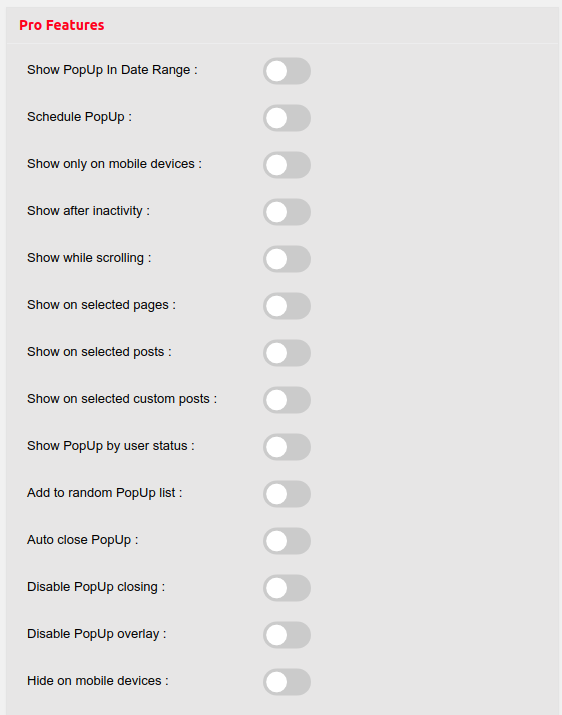 Pro Features
Show PopUp In Date Range :
Schedule PopUp :
Show only on mobile devices :
Show after inactivity :
Show while scrolling :
Show on selected pages :
Show on selected posts :
Show on selected custom posts :
Show PopUp by user status :
Add to random PopUp list :
Auto close PopUp :
Disable PopUp closing :
Disable PopUp overlay :
Hide on mobile devices :